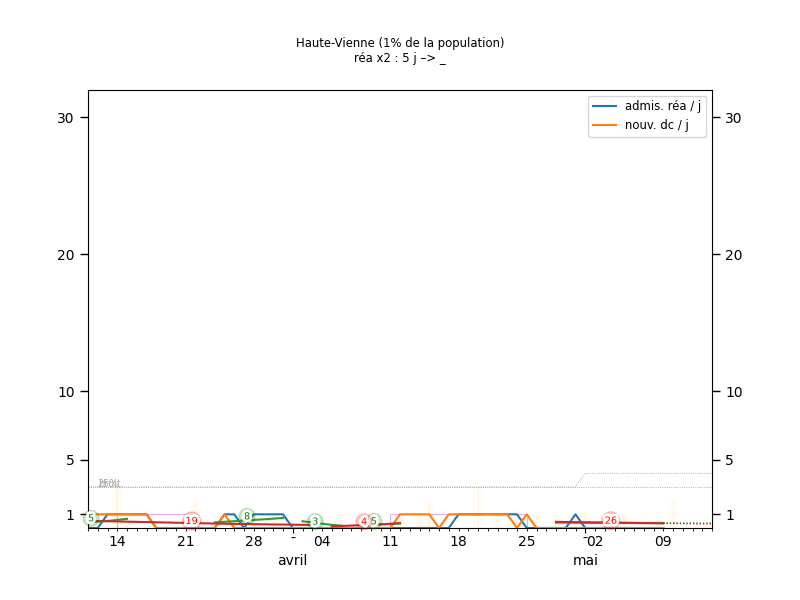 Haute-Vienne (1% de la population)
réa x2 : 5 j –> _
admis. réa / j
nouv. dc / j
30 30
20 20
10 10
5 5
1 1
5 19 8 3 4 5 26
14 21 28 - 04 11 18 25 - 02 09
avril mai